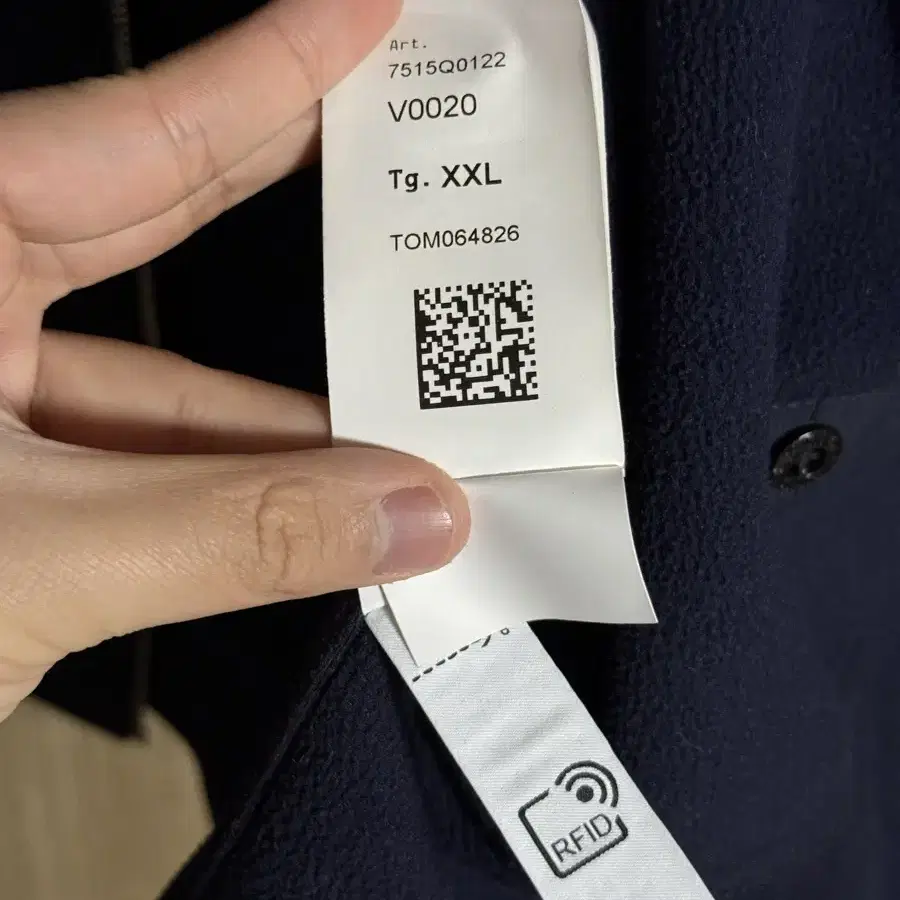 Art.
7515Q0122
V0020
Tg. XXL
TOM064826
RFID